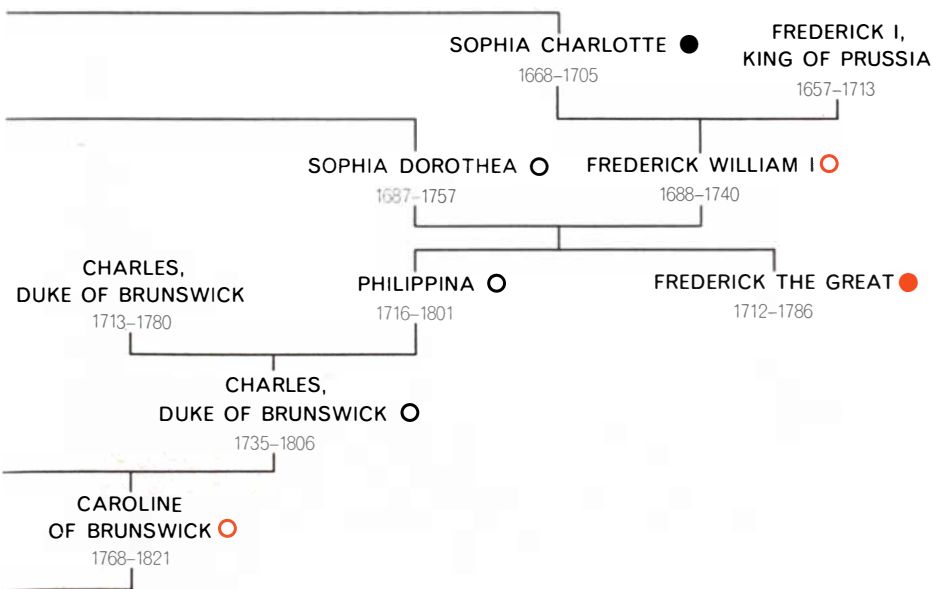 SOPHIA CHARLOTTE
1668–1705
FREDERICK I,
KING OF PRUSSIA
1657–1713
SOPHIA DOROTHEA
1687–1757
FREDERICK WILLIAM I
1688–1740
CHARLES,
DUKE OF BRUNSWICK
1713–1780
PHILIPPINA
1716–1801
FREDERICK THE GREAT
1712–1786
CHARLES,
DUKE OF BRUNSWICK
1735–1806
CAROLINE
OF BRUNSWICK
1768–1821